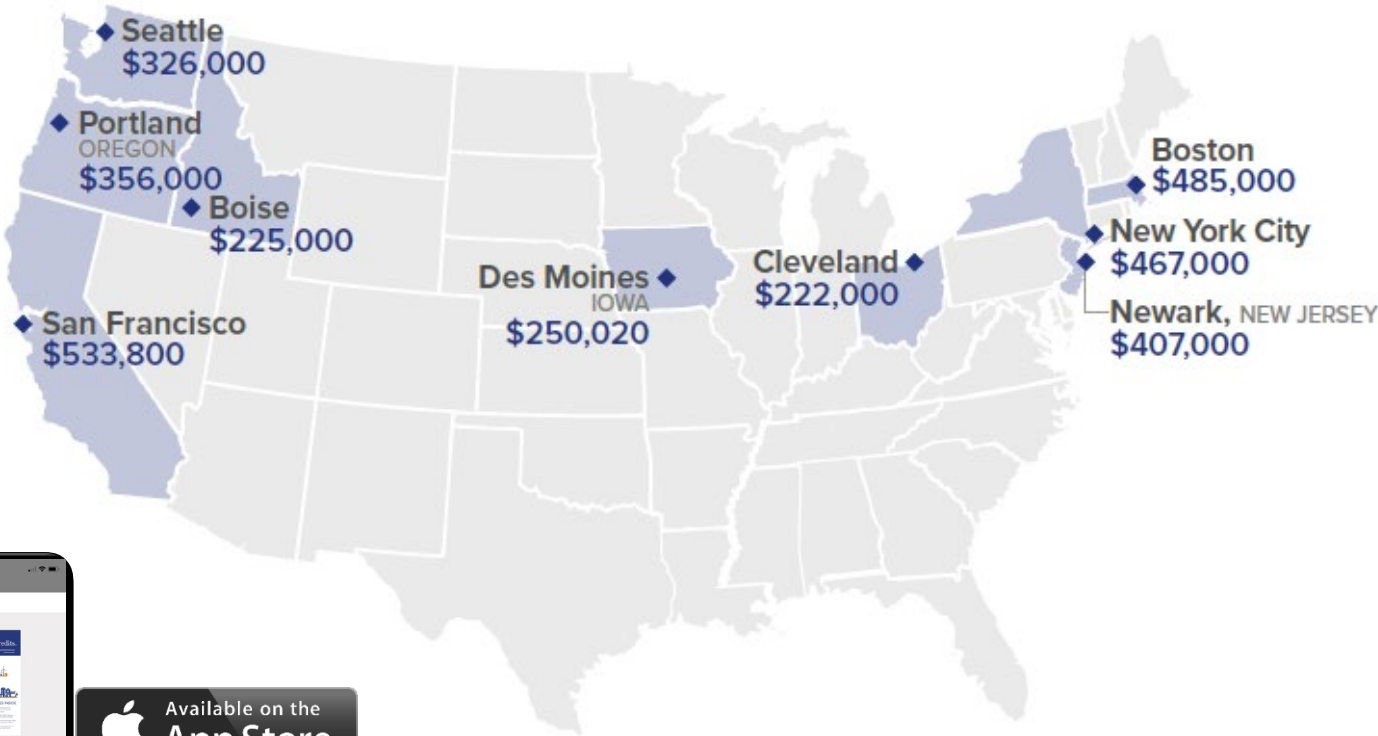 Seattle
$326,000
Portland
OREGON
$356,000
Boise
$225,000
San Francisco
$533,800
Des Moines
IOWA
$250,020
Cleveland
$222,000
Boston
$485,000
New York City
$467,000
Newark, NEW JERSEY
$407,000
Available on the
App Store